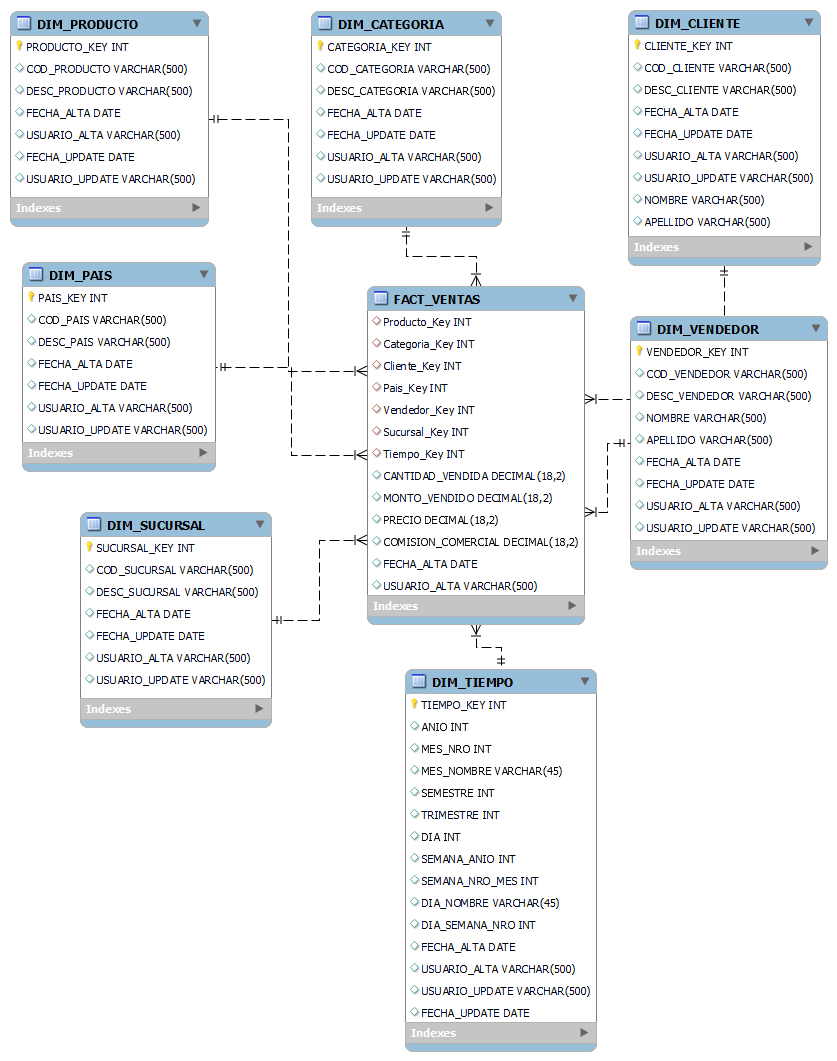 DIM_PRODUCTO
PRODUCTO_KEY INT
COD_PRODUCTO VARCHAR(500)
DESC_PRODUCTO VARCHAR(500)
FECHA_ALTA DATE
USUARIO_ALTA VARCHAR(500)
FECHA_UPDATE DATE
USUARIO_UPDATE VARCHAR(500)
Indexes
DIM_CATEGORIA
CATEGORIA_KEY INT
COD_CATEGORIA VARCHAR(500)
DESC_CATEGORIA VARCHAR(500)
FECHA_ALTA DATE
FECHA_UPDATE DATE
USUARIO_ALTA VARCHAR(500)
USUARIO_UPDATE VARCHAR(500)
Indexes
DIM_CLIENTE
CLIENTE_KEY INT
COD_CLIENTE VARCHAR(500)
DESC_CLIENTE VARCHAR(500)
FECHA_ALTA DATE
FECHA_UPDATE DATE
USUARIO_ALTA VARCHAR(500)
USUARIO_UPDATE VARCHAR(500)
NOMBRE VARCHAR(500)
APELLIDO VARCHAR(500)
Indexes
DIM_PAIS
PAIS_KEY INT
COD_PAIS VARCHAR(500)
DESC_PAIS VARCHAR(500)
FECHA_ALTA DATE
FECHA_UPDATE DATE
USUARIO_ALTA VARCHAR(500)
USUARIO_UPDATE VARCHAR(500)
Indexes
FACT_VENTAS
Producto_Key INT
Categoria_Key INT
Cliente_Key INT
Pais_Key INT
Vendedor_Key INT
Sucursal_Key INT
Tiempo_Key INT
CANTIDAD_VENDIDA DECIMAL(18,2)
MONTO_VENDIDO DECIMAL(18,2)
PRECIO DECIMAL(18,2)
COMISION_COMERCIAL DECIMAL(18,2)
FECHA_ALTA DATE
USUARIO_ALTA VARCHAR(500)
Indexes
DIM_VENDEDOR
VENDEDOR_KEY INT
COD_VENDEDOR VARCHAR(500)
DESC_VENDEDOR VARCHAR(500)
NOMBRE VARCHAR(500)
APELLIDO VARCHAR(500)
FECHA_ALTA DATE
FECHA_UPDATE DATE
USUARIO_ALTA VARCHAR(500)
USUARIO_UPDATE VARCHAR(500)
Indexes
DIM_SUCURSAL
SUCURSAL_KEY INT
COD_SUCURSAL VARCHAR(500)
DESC_SUCURSAL VARCHAR(500)
FECHA_ALTA DATE
FECHA_UPDATE DATE
USUARIO_ALTA VARCHAR(500)
USUARIO_UPDATE VARCHAR(500)
Indexes
DIM_TIEMPO
TIEMPO_KEY INT
ANIO INT
MES_NRO INT
MES_NOMBRE VARCHAR(45)
SEMESTRE INT
TRIMESTRE INT
DIA INT
SEMANA_ANIO INT
SEMANA_NRO_MES INT
DIA_NOMBRE VARCHAR(45)
DIA_SEMANA_NRO INT
FECHA_ALTA DATE
USUARIO_ALTA VARCHAR(500)
USUARIO_UPDATE VARCHAR(500)
FECHA_UPDATE DATE
Indexes